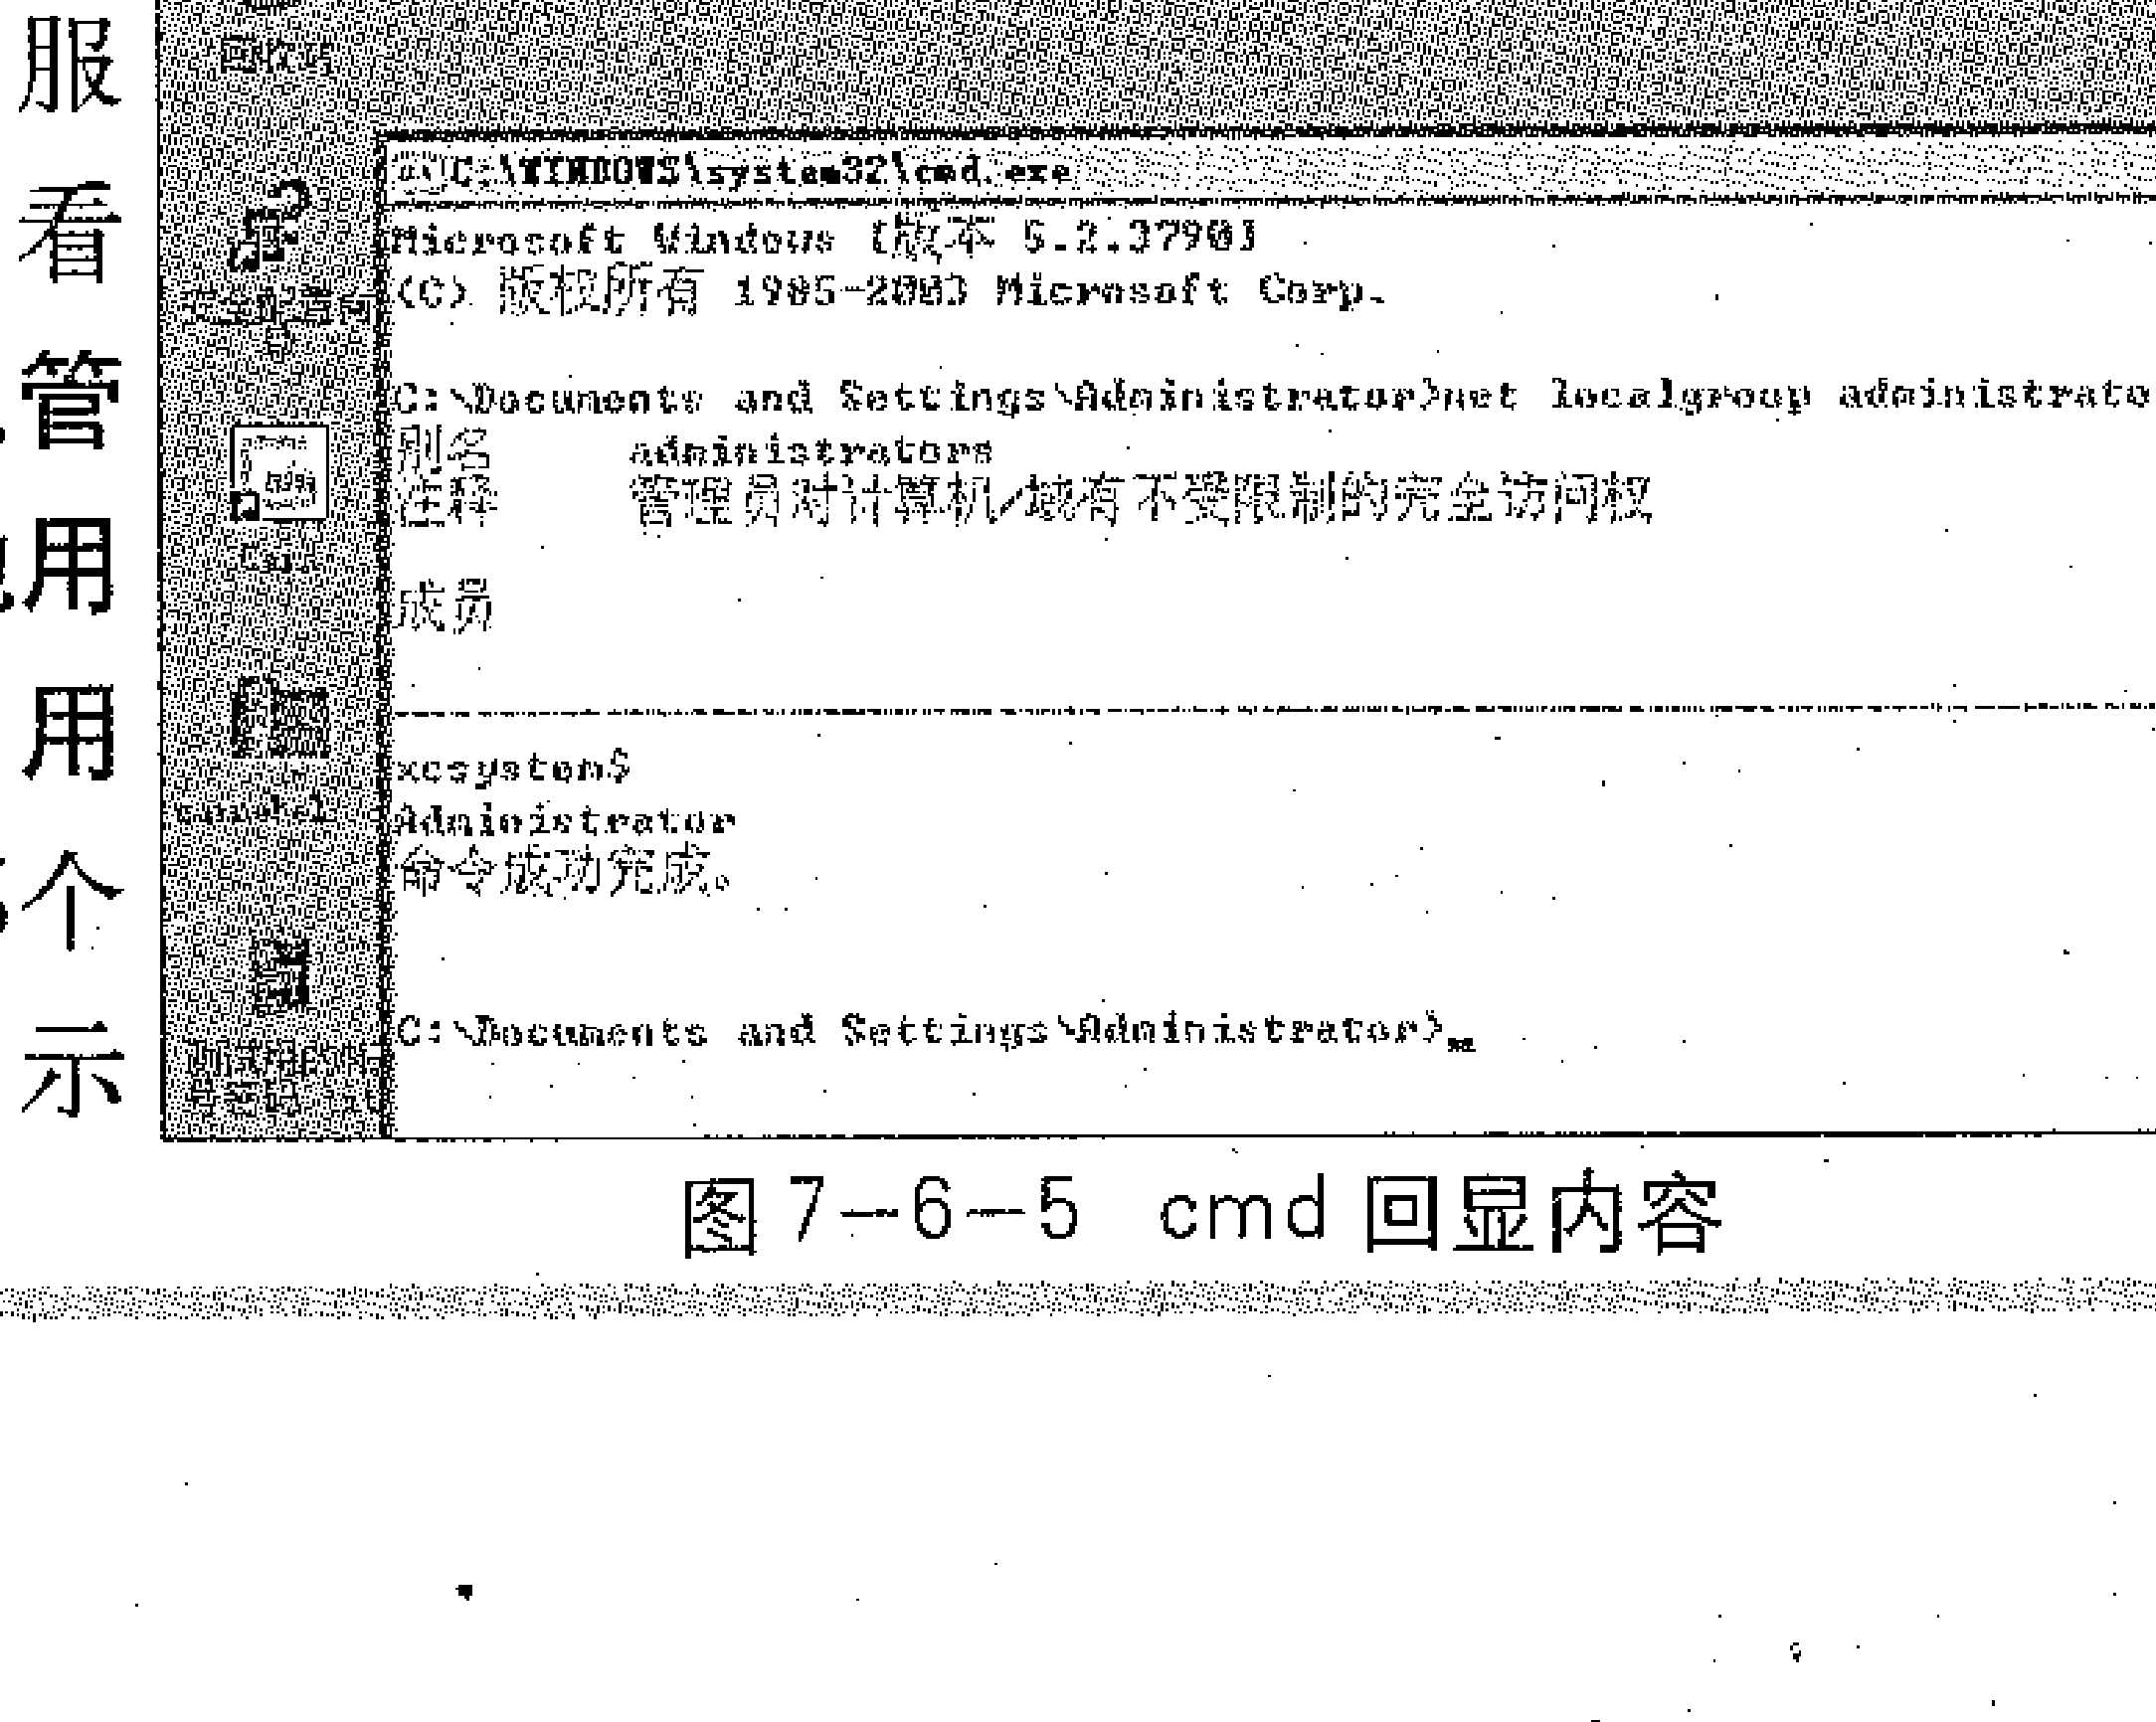 服
看
管
用
用
个
示
回收站
C:\WINDOWS\system32\cmd.exe
Microsoft Windows [版本 5.2.3790]
(C) 版权所有 1985-2003 Microsoft Corp.
C:\Documents and Settings\Administrator>net localgroup administrato
别名 administrators
注释 管理员对计算机/域有不受限制的完全访问权
成员
xcsystem$
Administrator
命令成功完成。
C:\Documents and Settings\Administrator>_
图 7-6-5 cmd 回显内容